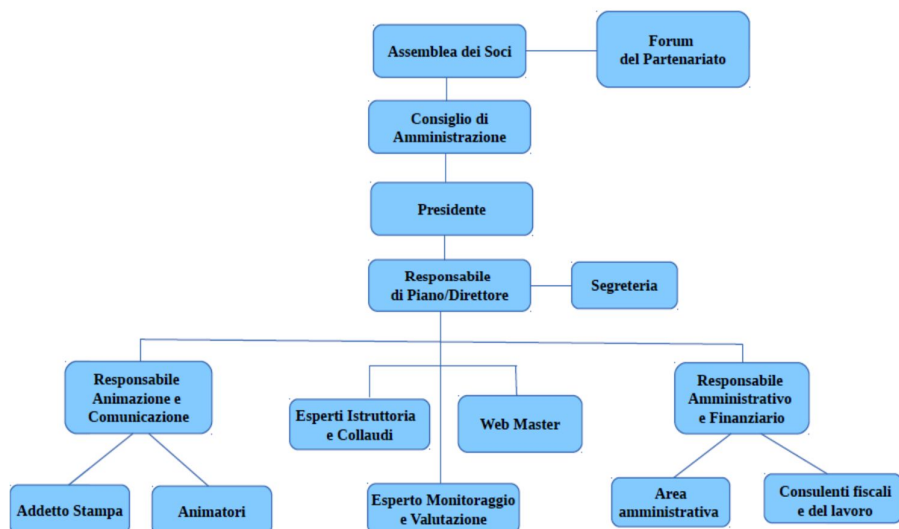 Assemblea dei Soci
Forum
del Partenariato
Consiglio di
Amministrazione
Presidente
Responsabile
di Piano/Direttore
Segreteria
Responsabile
Animazione e
Comunicazione
Esperti Istruttoria
e Collaudi
Web Master
Responsabile
Amministrativo
e Finanziario
Addetto Stampa
Animatori
Esperto Monitoraggio
e Valutazione
Area
amministrativa
Consulenti fiscali
e del lavoro